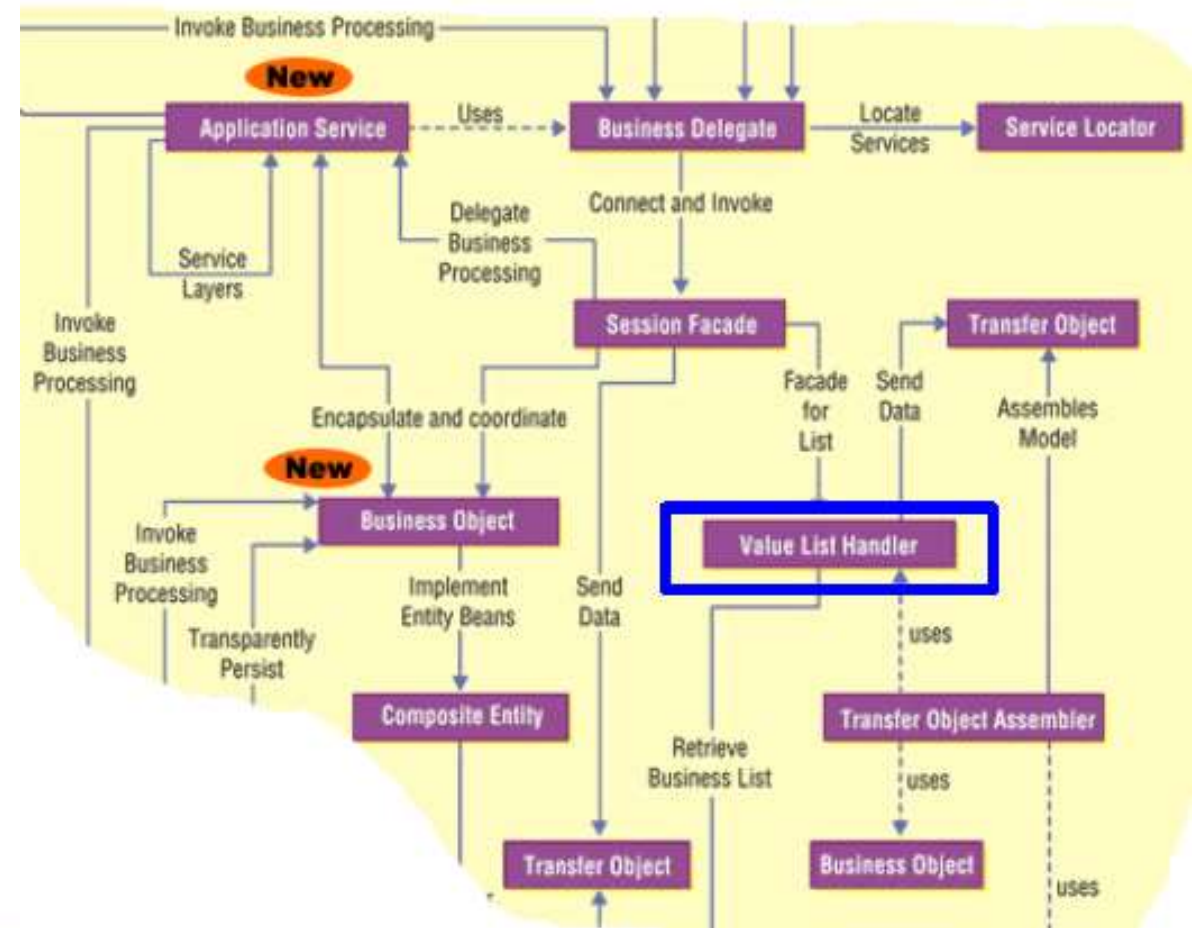 Invoke Business Processing
New
Application Service
Uses
Business Delegate
Locate
Services
Service Locator
Connect and Invoke
Delegate
Business
Processing
Service
Layers
Invoke
Business
Processing
Session Facade
Transfer Object
Facade
for
List
Send
Data
Assembles
Model
Encapsulate and coordinate
New
Business Object
Value List Handler
Invoke
Business
Processing
Implement
Entity Beans
Send
Data
uses
Transparently
Persist
Composite Entity
Transfer Object Assembler
Retrieve
Business List
uses
Transfer Object
Business Object
uses